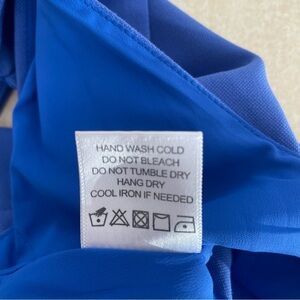 HAND WASH COLD
DO NOT BLEACH
DO NOT TUMBLE DRY
HANG DRY
COOL IRON IF NEEDED